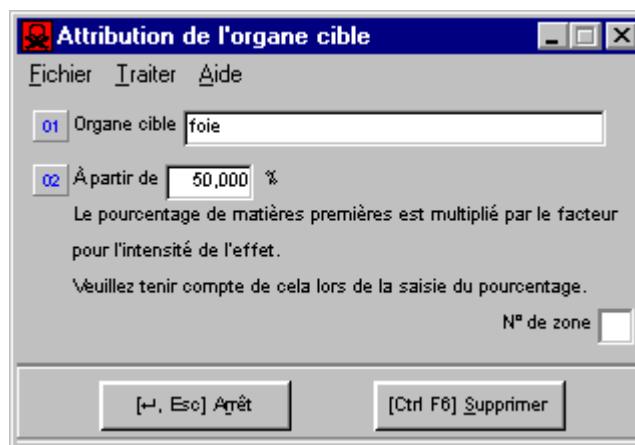 Attribution de l'organe cible
Fichier Traiter Aide
01 Organe cible foie
02 À partir de 50,000 %
Le pourcentage de matières premières est multiplié par le facteur
pour l'intensité de l'effet.
Veuillez tenir compte de cela lors de la saisie du pourcentage.
N° de zone
[↵, Esc] Arrêt [Ctrl F6] Supprimer